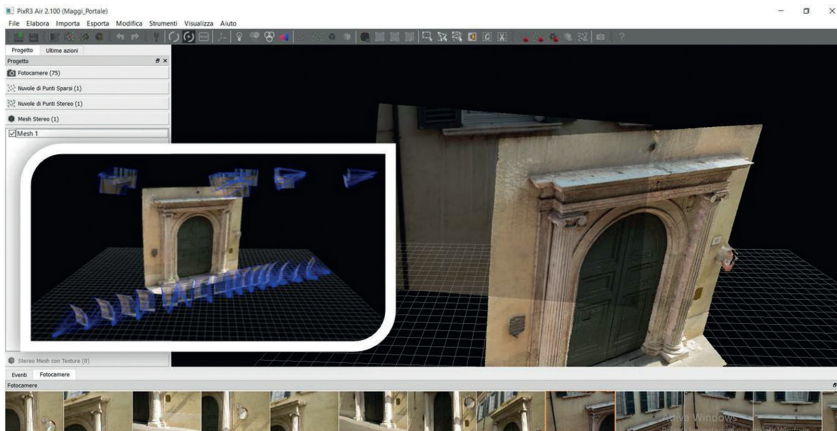 PixR3 Air 2.100 (Maggi_Portale)
File Elabora Importa Esporta Modifica Strumenti Visualizza Aiuto
Progetto Ultime azioni
Progetto
Fotocamere (75)
Nuvole di Punti Sparsi (1)
Nuvole di Punti Stereo (1)
Mesh Stereo (1)
Mesh 1
Stereo Mesh con Texture (0)
Eventi Fotocamere
Fotocamere
Windows